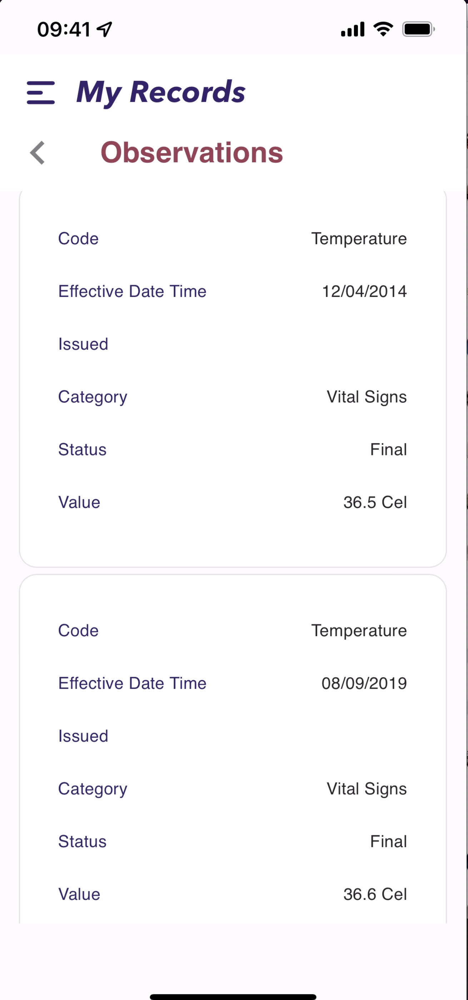 09:41
My Records
Observations
Code Temperature
Effective Date Time 12/04/2014
Issued
Category Vital Signs
Status Final
Value 36.5 Cel
Code Temperature
Effective Date Time 08/09/2019
Issued
Category Vital Signs
Status Final
Value 36.6 Cel